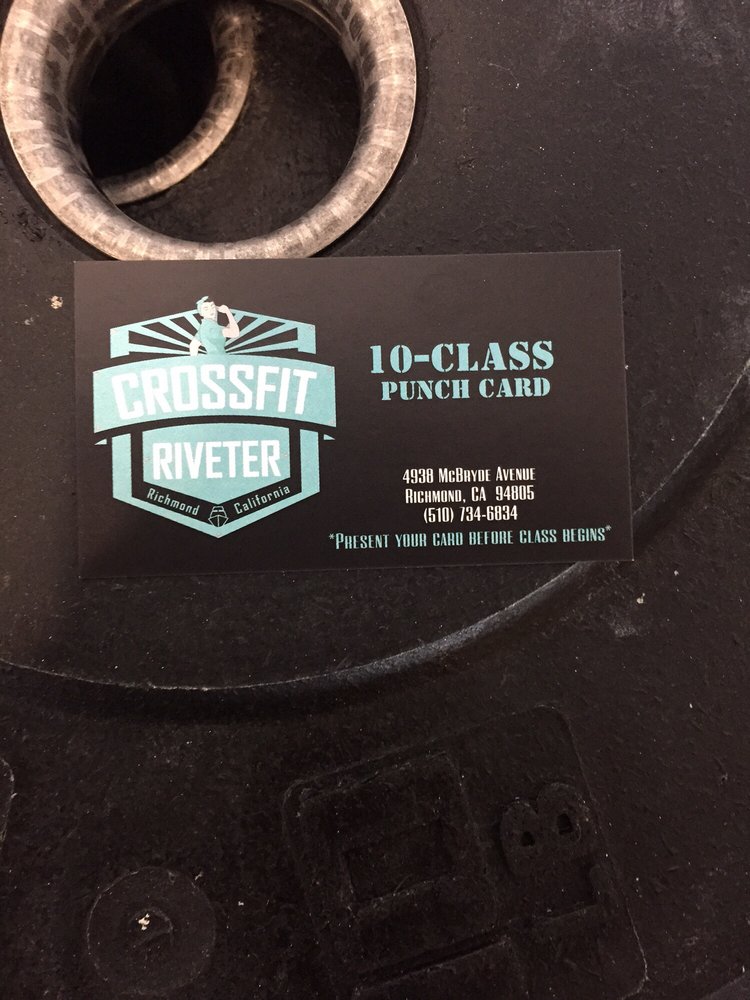 CROSSFIT
RIVETER
Richmond California
10-CLASS
PUNCH CARD
4938 McBryde Avenue
Richmond, CA 94805
(510) 734-6834
*Present your card before class begins*
LB